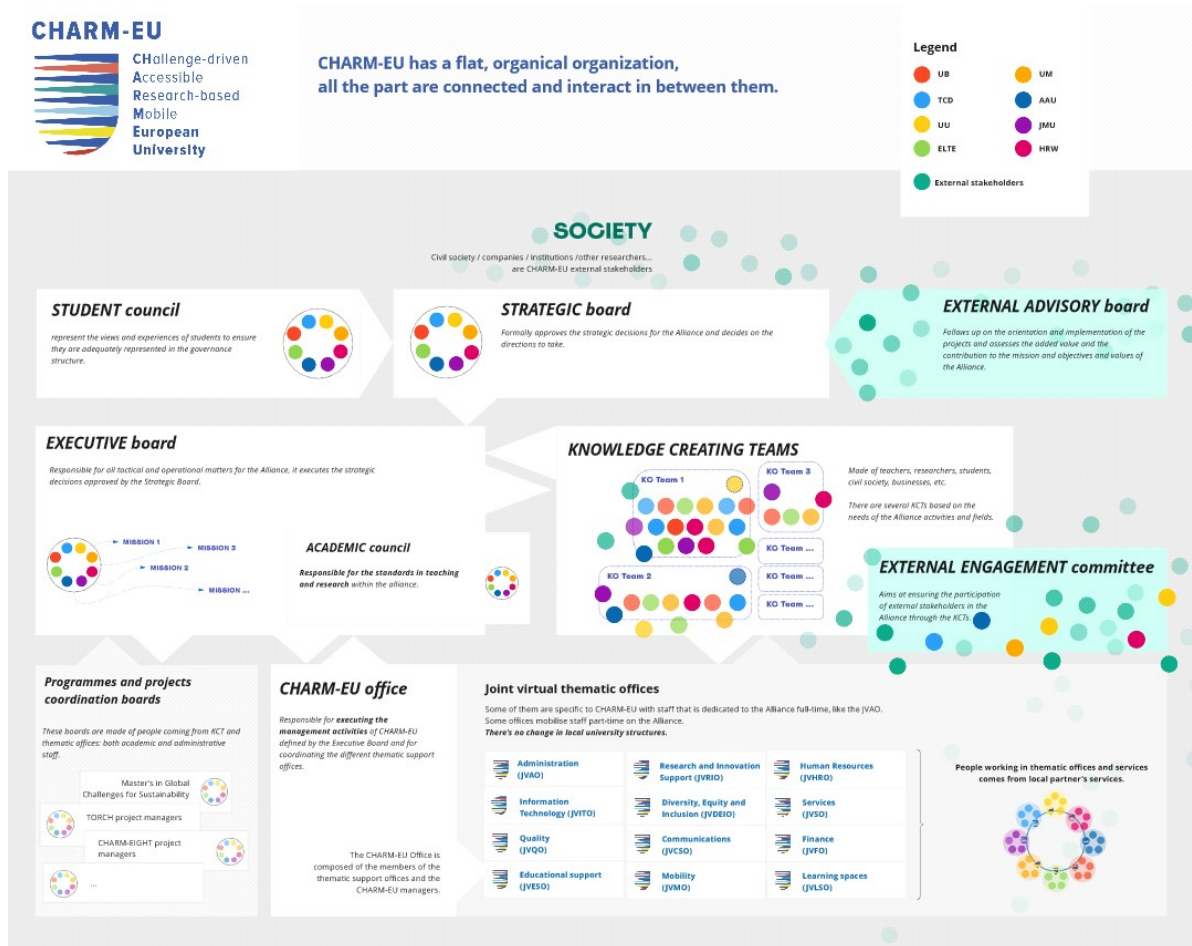 CHARM-EU
CHallenge-driven
Accessible
Research-based
Mobile
European
University
CHARM-EU has a flat, organical organization,
all the part are connected and interact in between them.
Legend
UB
UM
TCD
AAU
UU
JMU
ELTE
HRW
External stakeholders
SOCIETY
Civil society / companies / institutions /other researchers...
are CHARM-EU external stakeholders
STUDENT council
represent the views and experiences of students to ensure
they are adequately represented in the governance
structure.
STRATEGIC board
Formally approves the strategic decisions for the Alliance and decides on the
directions to take.
EXTERNAL ADVISORY board
Follows up on the orientation and implementation of the
projects and assesses the added value and the
contribution to the mission and objectives and values of
the Alliance.
EXECUTIVE board
Responsible for all tactical and operational matters for the Alliance, it executes the strategic
decisions approved by the Strategic Board.
MISSION 1
MISSION 3
MISSION 2
MISSION ...
ACADEMIC council
Responsible for the standards in teaching
and research within the alliance.
KNOWLEDGE CREATING TEAMS
KC Team 1
KC Team 3
KC Team ...
KC Team 2
KC Team ...
KC Team ...
Made of teachers, researchers, students,
civil society, businesses, etc.
There are several KCTs based on the
needs of the Alliance activities and fields.
EXTERNAL ENGAGEMENT committee
Aims at ensuring the participation
of external stakeholders in the
Alliance through the KCTs.
Programmes and projects
coordination boards
These boards are made of people coming from KCT and
thematic offices: both academic and administrative
staff.
Master's in Global
Challenges for Sustainability
TORCH project managers
CHARM-EIGHT project
managers
...
CHARM-EU office
Responsible for executing the
management activities of CHARM-EU
defined by the Executive Board and for
coordinating the different thematic support
offices.
The CHARM-EU Office is
composed of the members of the
thematic support offices and the
CHARM-EU managers.
Joint virtual thematic offices
Some of them are specific to CHARM-EU with staff that is dedicated to the Alliance full-time, like the JVAO.
Some offices mobilise staff part-time on the Alliance.
There's no change in local university structures.
Administration
(JVAO)
Research and Innovation
Support (JVRIO)
Human Resources
(JVHRO)
Information
Technology (JVITO)
Diversity, Equity and
Inclusion (JVDEIO)
Services
(JVSO)
Quality
(JVQO)
Communications
(JVCSO)
Finance
(JVFO)
Educational support
(JVESO)
Mobility
(JVMO)
Learning spaces
(JVLSO)
People working in thematic offices and services
comes from local partner's services.